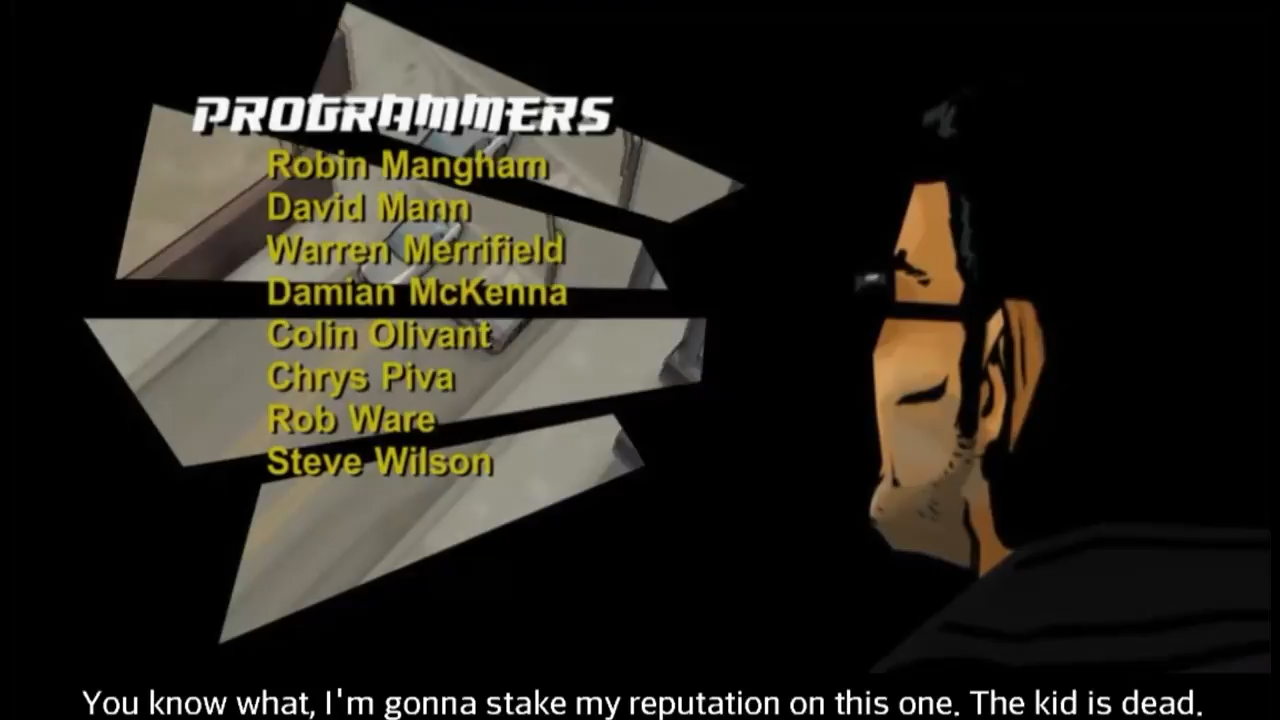 PROGRAMMERS
Robin Mangham
David Mann
Warren Merrifield
Damian McKenna
Colin Olivant
Chrys Piva
Rob Ware
Steve Wilson
You know what, I'm gonna stake my reputation on this one. The kid is dead.